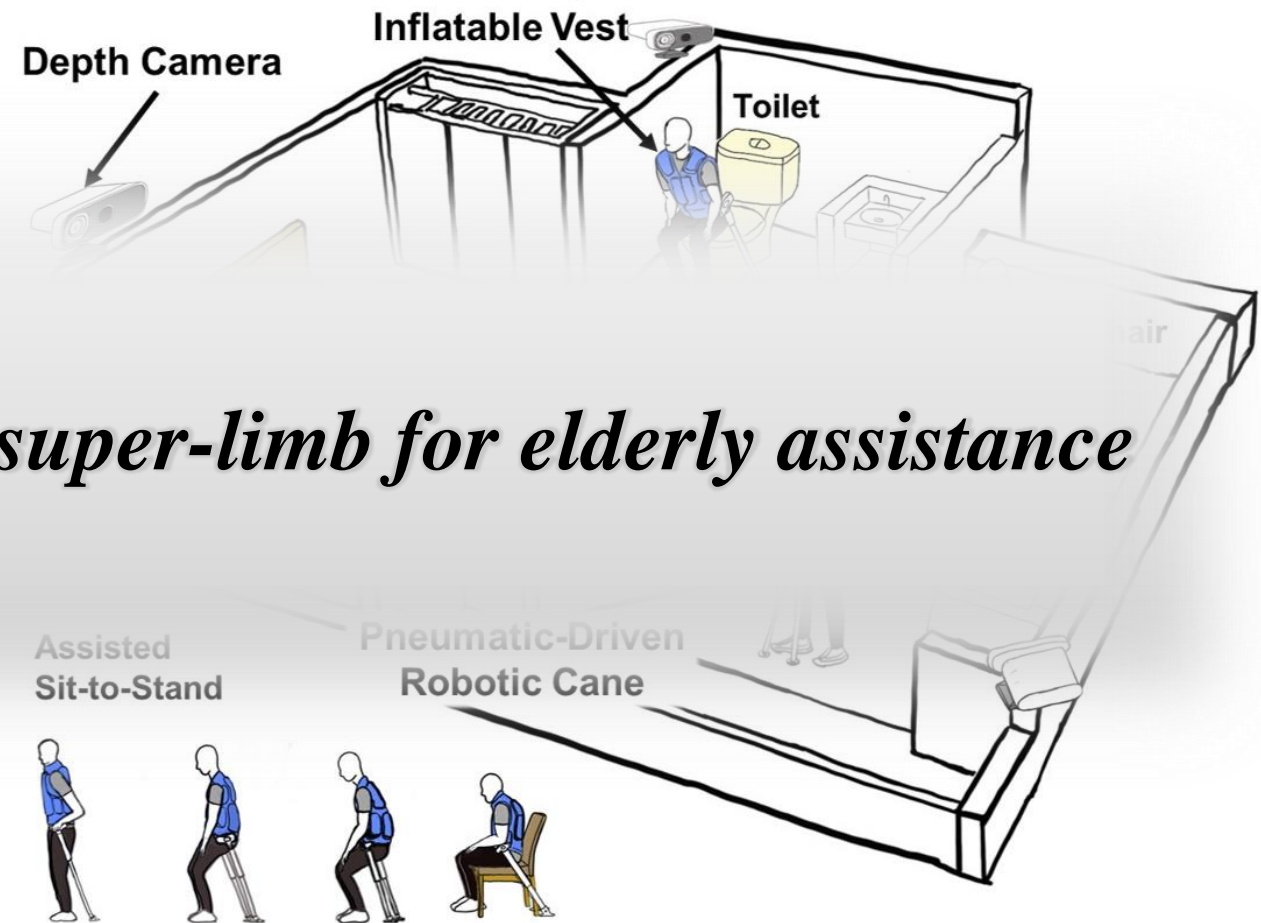 Inflatable Vest
Depth Camera
Toilet
super-limb for elderly assistance
Assisted
Sit-to-Stand
Pneumatic-Driven
Robotic Cane